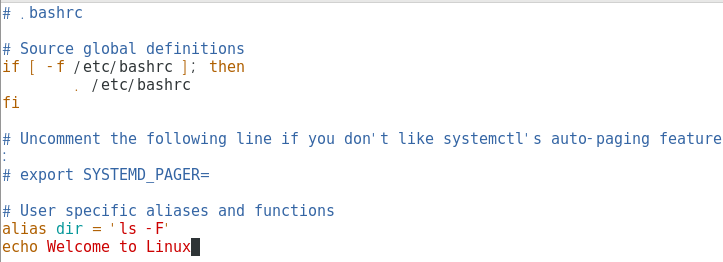 # .bashrc
# Source global definitions
if [ -f /etc/bashrc ]; then
. /etc/bashrc
fi
# Uncomment the following line if you don't like systemctl's auto-paging feature
:
# export SYSTEMD_PAGER=
# User specific aliases and functions
alias dir = 'ls -F'
echo Welcome to Linux